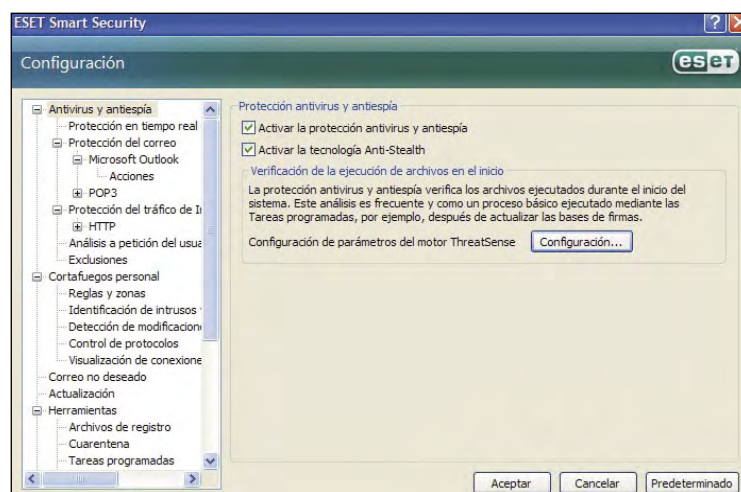 ESET Smart Security
Configuración
eseT
Antivirus y antiespía
Protección en tiempo real
Protección del correo
Microsoft Outlook
Acciones
POP3
Protección del tráfico de
HTTP
Análisis a petición del
Exclusiones
Cortafuegos personal
Reglas y zonas
Identificación de intrusos
Detección de
Control de protocolos
Visualización de
Correo no deseado
Actualización
Herramientas
Archivos de registro
Cuarentena
Tareas programadas
Protección antivirus y antiespía
Activar la protección antivirus y antiespía
Activar la tecnología Anti-Stealth
Verificación de la ejecución de archivos en el inicio
La protección antivirus y antiespía verifica los archivos ejecutados durante el inicio del
sistema. Este análisis es frecuente y como un proceso básico ejecutado mediante las
Tareas programadas, por ejemplo, después de actualizar las bases de firmas.
Configuración de parámetros del motor ThreatSense
Configuración...
Aceptar
Cancelar
Predeterminado